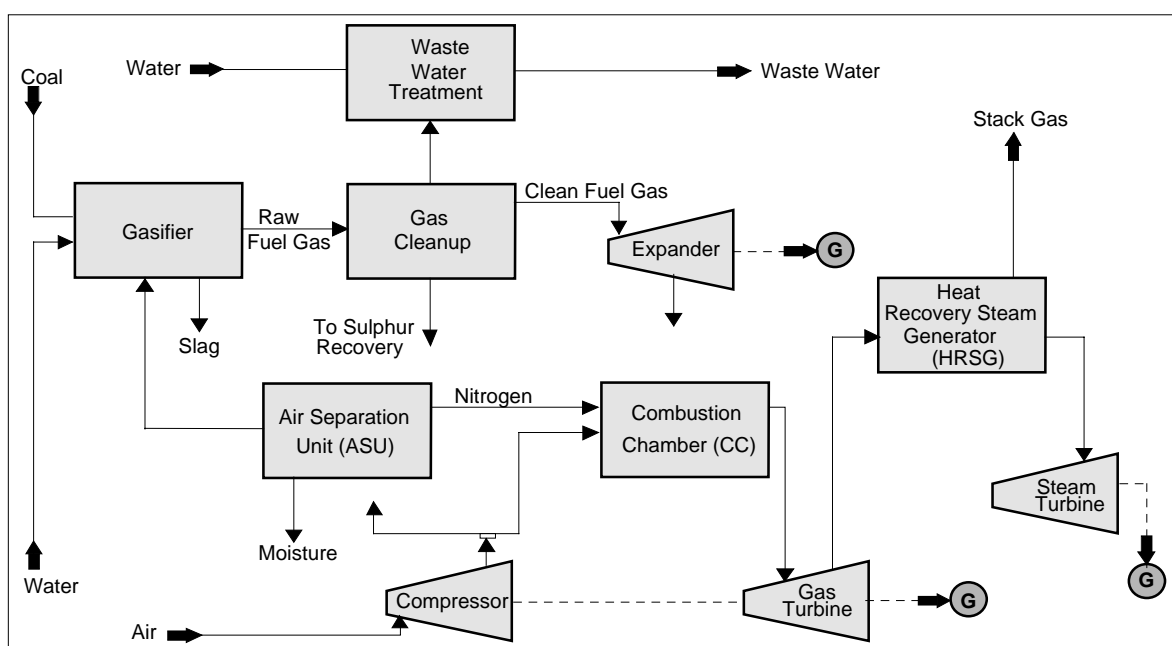 Waste
Water
Treatment
Water
Waste Water
Coal
Stack Gas
Gasifier
Raw
Fuel Gas
Gas
Cleanup
Clean Fuel Gas
Expander
G
Heat
Recovery Steam
Generator
(HRSG)
To Sulphur
Recovery
Slag
Air Separation
Unit (ASU)
Nitrogen
Combustion
Chamber (CC)
Steam
Turbine
G
Moisture
Water
Compressor
Gas
Turbine
G
Air